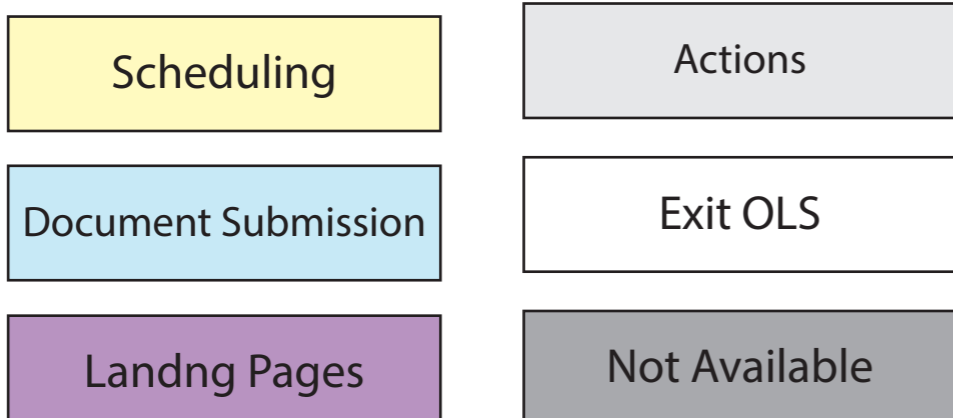 Scheduling
Actions
Document Submission
Exit OLS
Landng Pages
Not Available